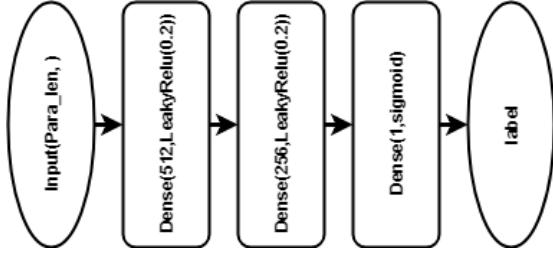 Input(Para_len, )
Dense(512,LeakyRelu(0.2))
Dense(256,LeakyRelu(0.2))
Dense(1,sigmoid)
label